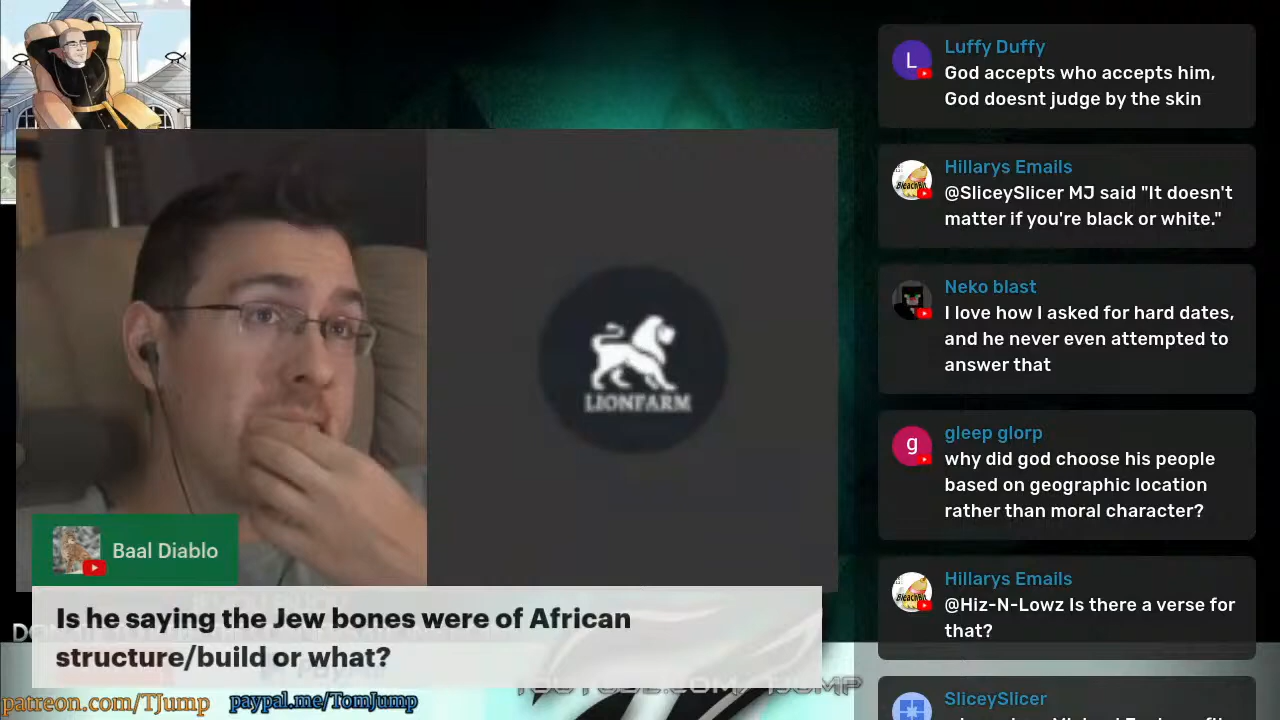 LIONFARM
Baal Diablo
Is he saying the Jew bones were of African
structure/build or what?
patreon.com/TJump
paypal.me/TomJump
YOUTUBE.COM/TJUMP
L
Luffy Duffy
God accepts who accepts him,
God doesnt judge by the skin
Hillarys Emails
@SliceySlicer MJ said "It doesn't
matter if you're black or white."
Neko blast
I love how I asked for hard dates,
and he never even attempted to
answer that
g
gleep glorp
why did god choose his people
based on geographic location
rather than moral character?
Hillarys Emails
@Hiz-N-Lowz Is there a verse for
that?
SliceySlicer